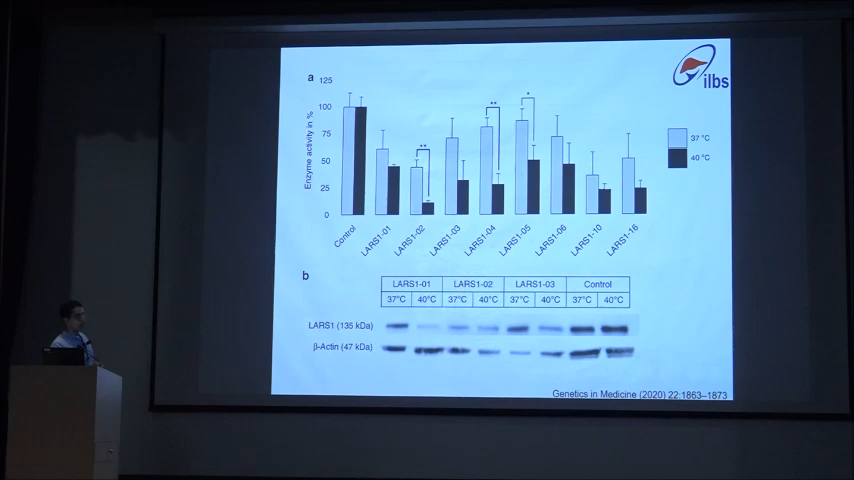 ilbs
a
Enzyme activity in %
125
100
75
50
25
0
**
**
*
37 °C
40 °C
Control
LARS1-01
LARS1-02
LARS1-03
LARS1-04
LARS1-05
LARS1-06
LARS1-10
LARS1-16
b
LARS1-01 LARS1-02 LARS1-03 Control
37°C 40°C 37°C 40°C 37°C 40°C 37°C 40°C
LARS1 (135 kDa)
β-Actin (47 kDa)
Genetics in Medicine (2020) 22:1863–1873